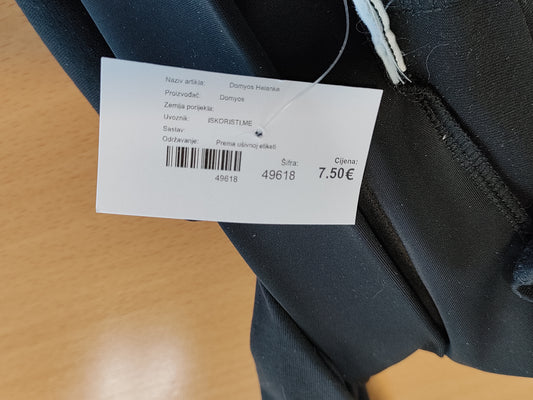 Naziv artikla: Domyos Helanke
Proizvođač: Domyos
Zemlja porijekla:
Uvoznik: ISKORISTI.ME
Sastav:
Održavanje: Prema ušivnoj etiketi
Šifra: Cijena:
49618 49618 7.50€